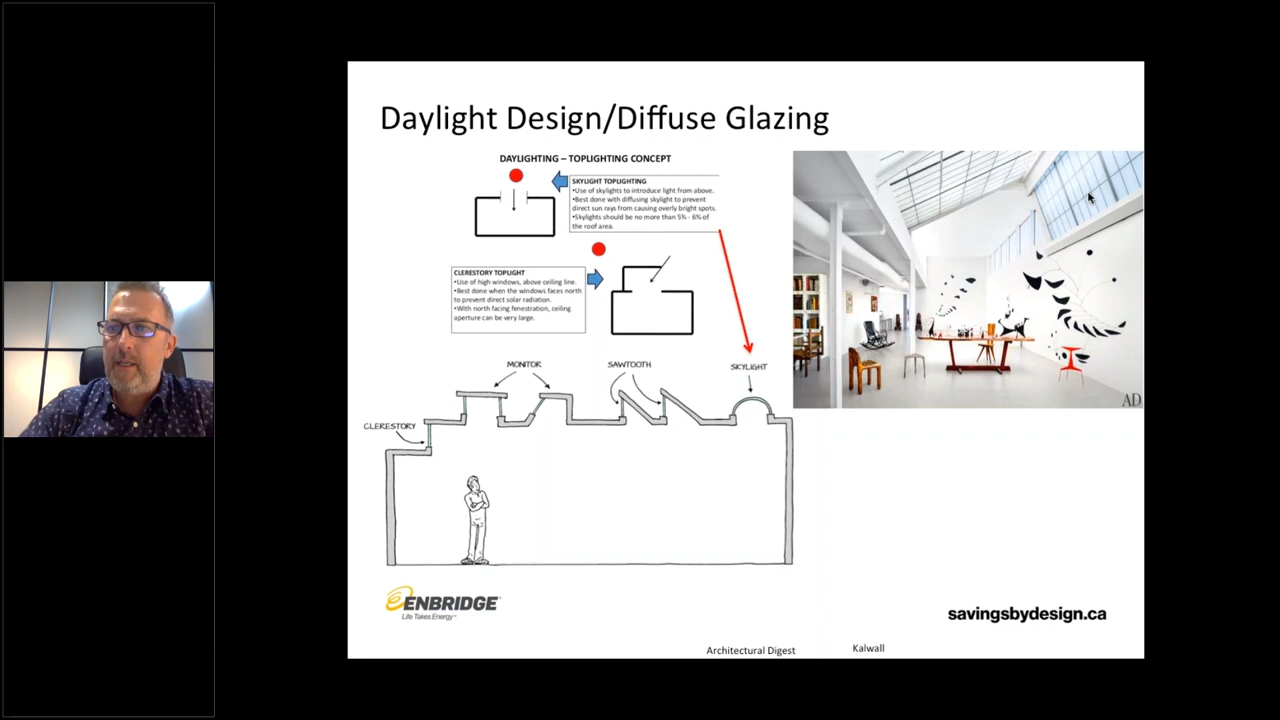 Daylight Design/Diffuse Glazing
DAYLIGHTING – TOPLIGHTING CONCEPT
SKYLIGHT TOPLIGHTING
•Use of skylights to introduce light from above.
•Best done with diffusing skylight to prevent
direct sun rays from causing overly bright spots.
•Skylights should be no more than 5% - 6% of
the roof area.
CLERESTORY TOPLIGHT
•Use of high windows, above ceiling line.
•Best done when the windows faces north
to prevent direct solar radiation.
•With north facing fenestration, ceiling
aperture can be very large.
MONITOR
SAWTOOTH
SKYLIGHT
CLERESTORY
AD
ENBRIDGE™
Life Takes Energy™
savingsbydesign.ca
Architectural Digest
Kalwall